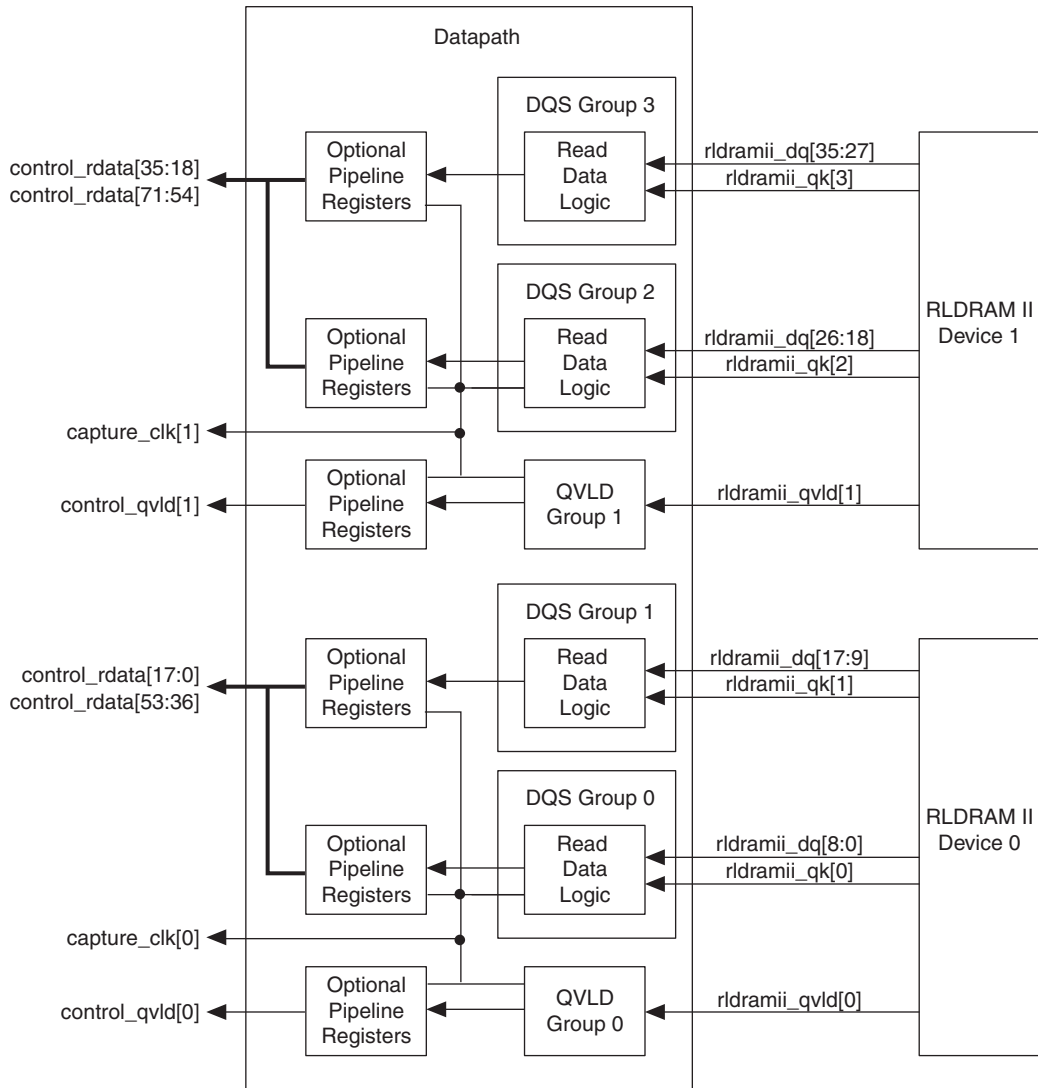 Datapath
DQS Group 3
Optional
Pipeline
Registers
Read
Data
Logic
rldramii_dq[35:27]
rldramii_qk[3]
control_rdata[35:18]
control_rdata[71:54]
DQS Group 2
Optional
Pipeline
Registers
Read
Data
Logic
rldramii_dq[26:18]
rldramii_qk[2]
RLDRAM II
Device 1
capture_clk[1]
control_qvld[1]
Optional
Pipeline
Registers
QVLD
Group 1
rldramii_qvld[1]
DQS Group 1
Optional
Pipeline
Registers
Read
Data
Logic
rldramii_dq[17:9]
rldramii_qk[1]
control_rdata[17:0]
control_rdata[53:36]
DQS Group 0
Optional
Pipeline
Registers
Read
Data
Logic
rldramii_dq[8:0]
rldramii_qk[0]
RLDRAM II
Device 0
capture_clk[0]
control_qvld[0]
Optional
Pipeline
Registers
QVLD
Group 0
rldramii_qvld[0]